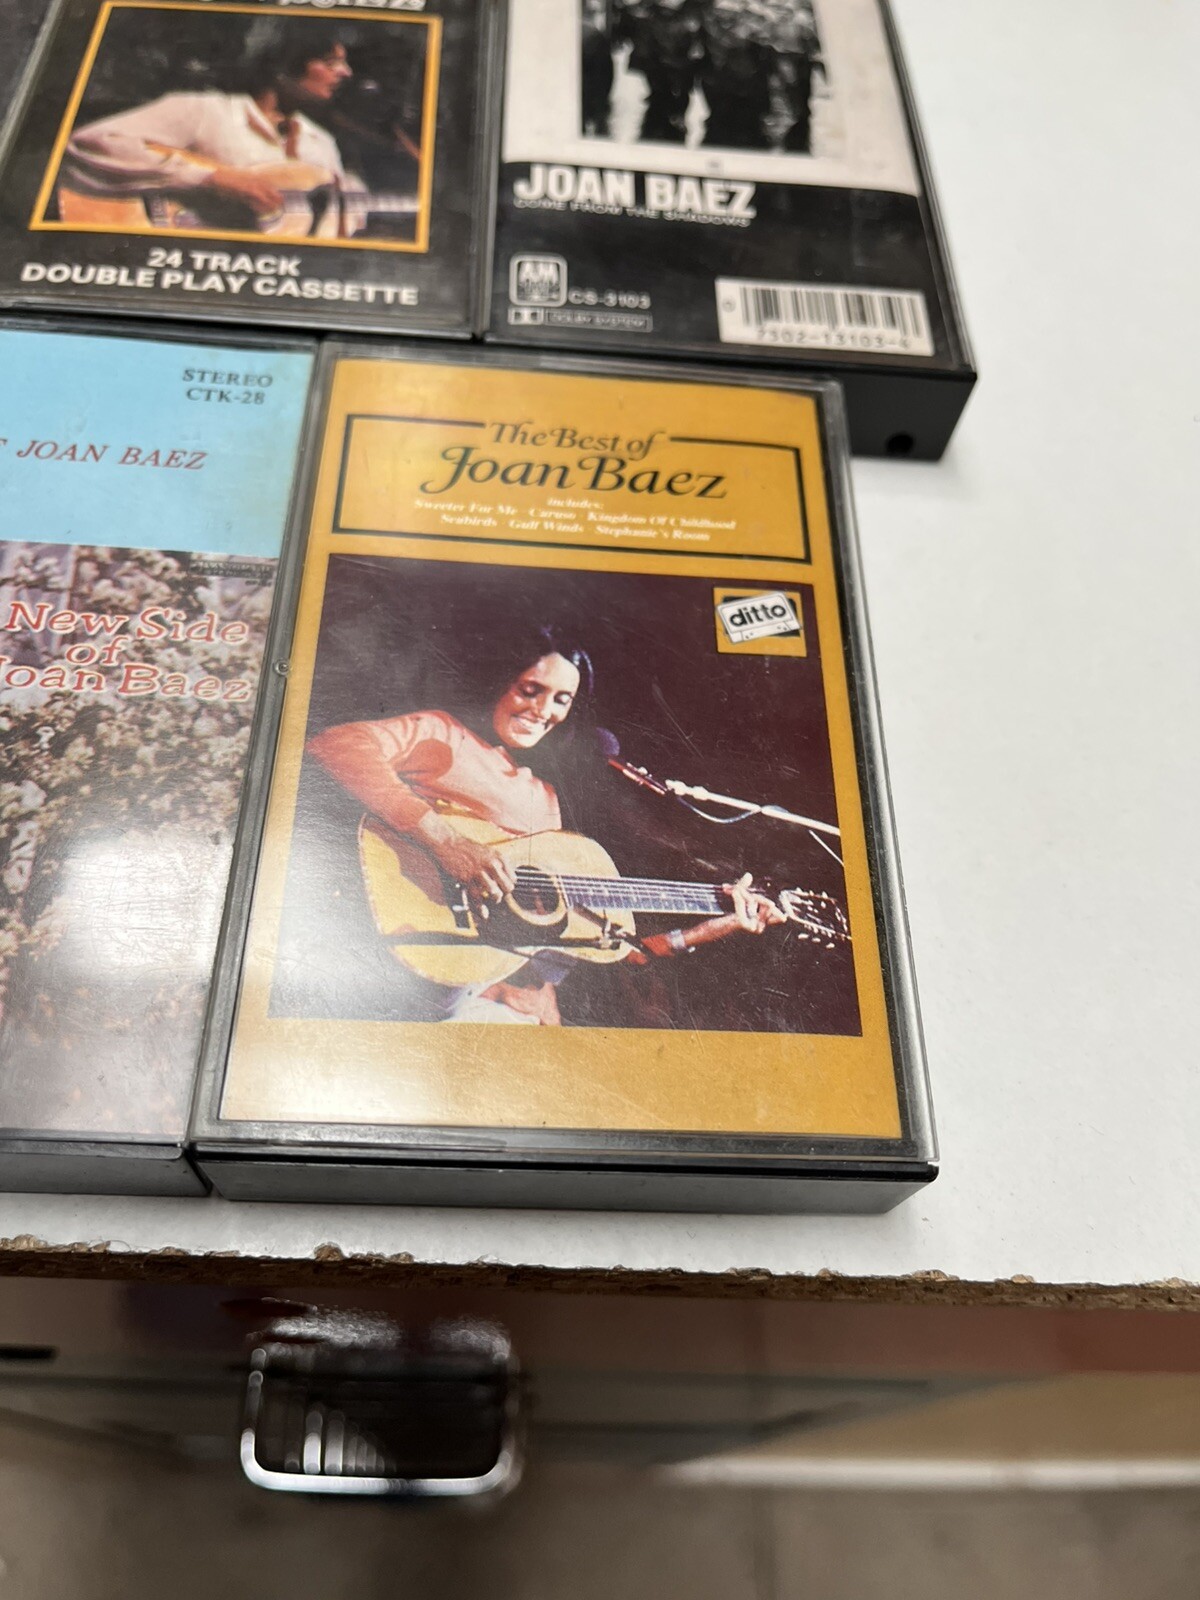 24 TRACK
DOUBLE PLAY CASSETTE
JOAN BAEZ
COME FROM THE SHADOWS
A&M
CS-3103
DOLBY SYSTEM
STEREO
CTK-28
JOAN BAEZ
New Side
of
Joan Baez
The Best of
Joan Baez
includes:
Sweeter For Me · Caruso · Kingdom Of Childhood
Seabirds · Gulf Winds · Stephanie's Room
ditto